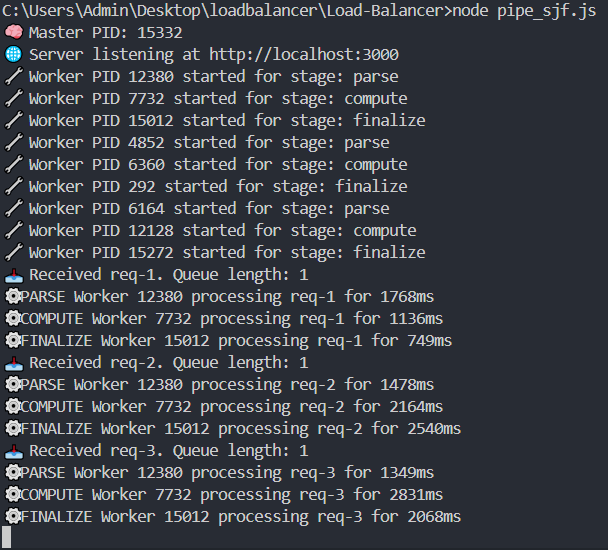 C:\Users\Admin\Desktop\loadbalancer\Load-Balancer>node pipe_sjf.js
🧠 Master PID: 15332
🌐 Server listening at http://localhost:3000
🔧 Worker PID 12380 started for stage: parse
🔧 Worker PID 7732 started for stage: compute
🔧 Worker PID 15012 started for stage: finalize
🔧 Worker PID 4852 started for stage: parse
🔧 Worker PID 6360 started for stage: compute
🔧 Worker PID 292 started for stage: finalize
🔧 Worker PID 6164 started for stage: parse
🔧 Worker PID 12128 started for stage: compute
🔧 Worker PID 15272 started for stage: finalize
📥 Received req-1. Queue length: 1
⚙️PARSE Worker 12380 processing req-1 for 1768ms
⚙️COMPUTE Worker 7732 processing req-1 for 1136ms
⚙️FINALIZE Worker 15012 processing req-1 for 749ms
📥 Received req-2. Queue length: 1
⚙️PARSE Worker 12380 processing req-2 for 1478ms
⚙️COMPUTE Worker 7732 processing req-2 for 2164ms
⚙️FINALIZE Worker 15012 processing req-2 for 2540ms
📥 Received req-3. Queue length: 1
⚙️PARSE Worker 12380 processing req-3 for 1349ms
⚙️COMPUTE Worker 7732 processing req-3 for 2831ms
⚙️FINALIZE Worker 15012 processing req-3 for 2068ms